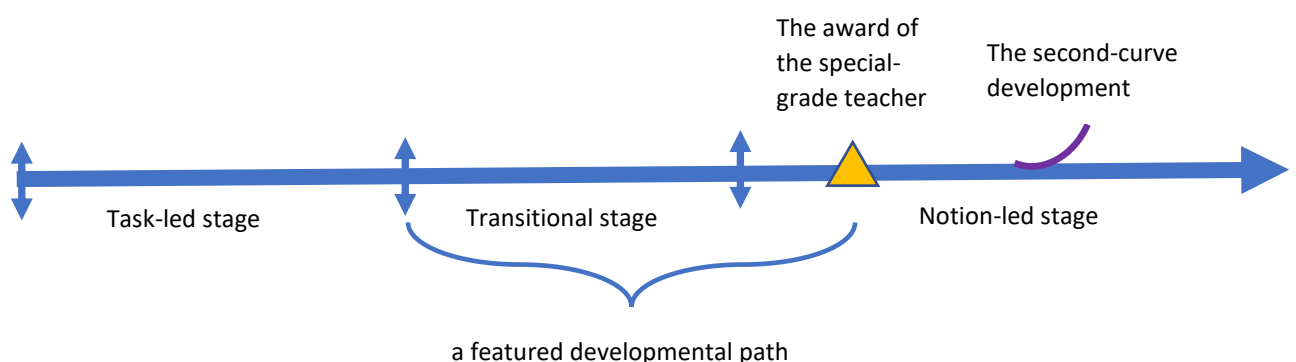 The award of
the special-
grade teacher
The second-curve
development
Task-led stage
Transitional stage
Notion-led stage
a featured developmental path